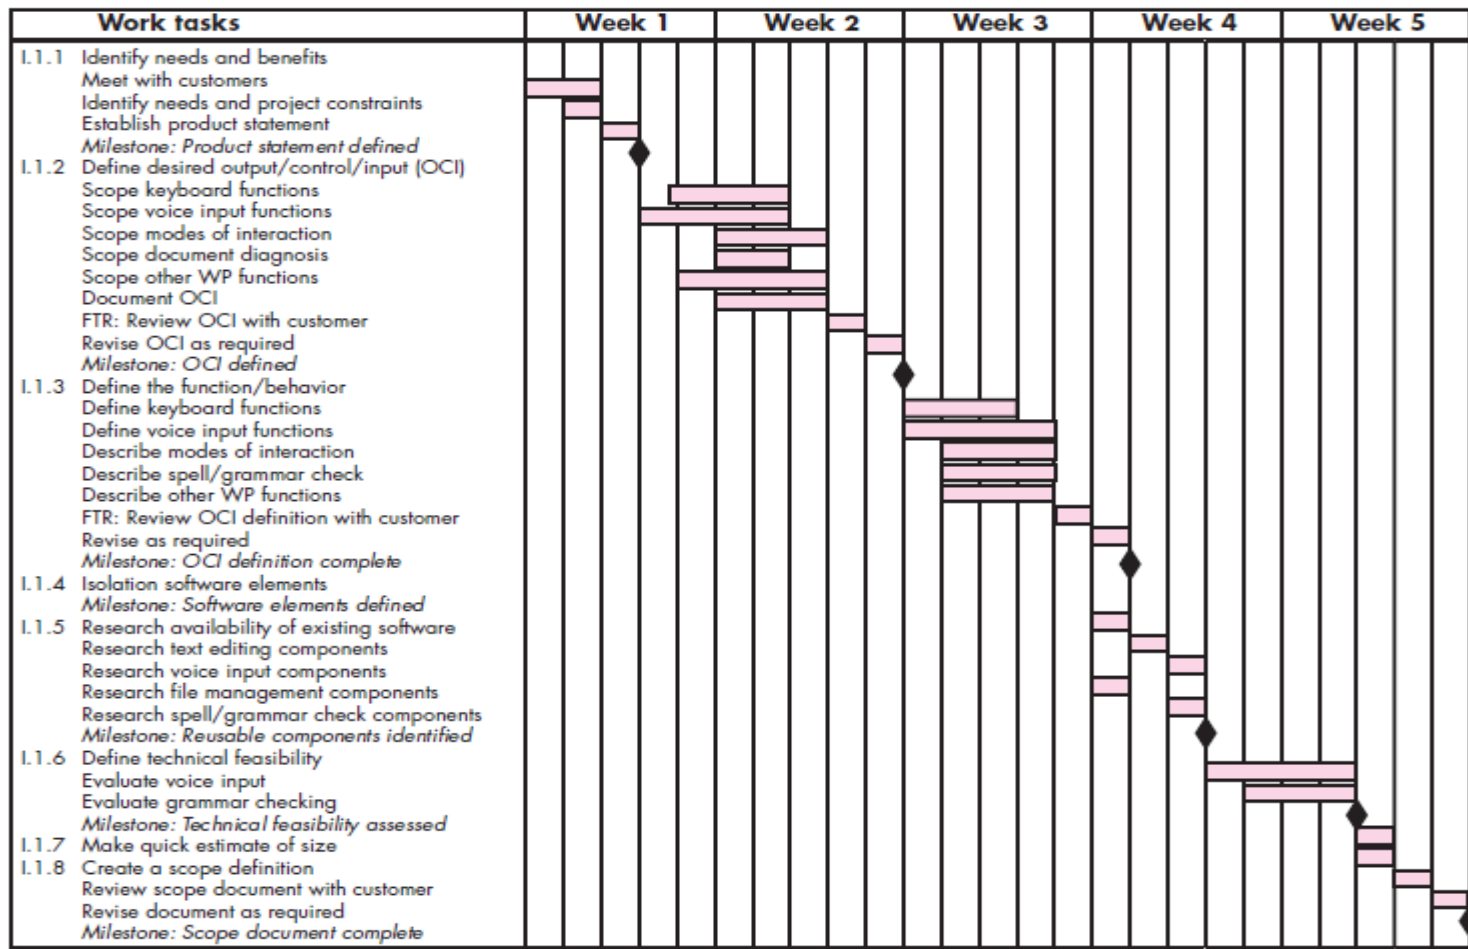 Work tasks Week 1 Week 2 Week 3 Week 4 Week 5
I.1.1 Identify needs and benefits
Meet with customers
Identify needs and project constraints
Establish product statement
Milestone: Product statement defined
I.1.2 Define desired output/control/input (OCI)
Scope keyboard functions
Scope voice input functions
Scope modes of interaction
Scope document diagnosis
Scope other WP functions
Document OCI
FTR: Review OCI with customer
Revise OCI as required
Milestone: OCI defined
I.1.3 Define the function/behavior
Define keyboard functions
Define voice input functions
Describe modes of interaction
Describe spell/grammar check
Describe other WP functions
FTR: Review OCI definition with customer
Revise as required
Milestone: OCI definition complete
I.1.4 Isolation software elements
Milestone: Software elements defined
I.1.5 Research availability of existing software
Research text editing components
Research voice input components
Research file management components
Research spell/grammar check components
Milestone: Reusable components identified
I.1.6 Define technical feasibility
Evaluate voice input
Evaluate grammar checking
Milestone: Technical feasibility assessed
I.1.7 Make quick estimate of size
I.1.8 Create a scope definition
Review scope document with customer
Revise document as required
Milestone: Scope document complete